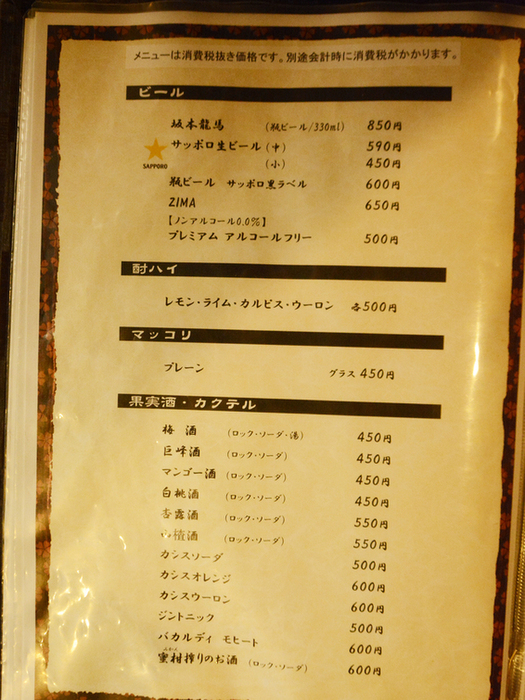 メニューは消費税抜き価格です。別途会計時に消費税がかかります。
ビール
坂本龍馬 (瓶ビール/330ml) 850円
サッポロ生ビール (中) 590円
(小) 450円
SAPPORO
瓶ビール サッポロ黒ラベル 600円
ZIMA 650円
【ノンアルコール0.0%】
プレミアム アルコールフリー 500円
酎ハイ
レモン・ライム・カルピス・ウーロン 各500円
マッコリ
プレーン グラス 450円
果実酒・カクテル
梅 酒 (ロック・ソーダ・湯) 450円
巨峰酒 (ロック・ソーダ) 450円
マンゴー酒 (ロック・ソーダ) 450円
白桃酒 (ロック・ソーダ) 450円
杏露酒 (ロック・ソーダ) 550円
山楂酒 (ロック・ソーダ) 550円
カシスソーダ 500円
カシスオレンジ 600円
カシスウーロン 600円
ジントニック 500円
バカルディ モヒート 600円
蜜柑搾りのお酒 (ロック・ソーダ) 600円